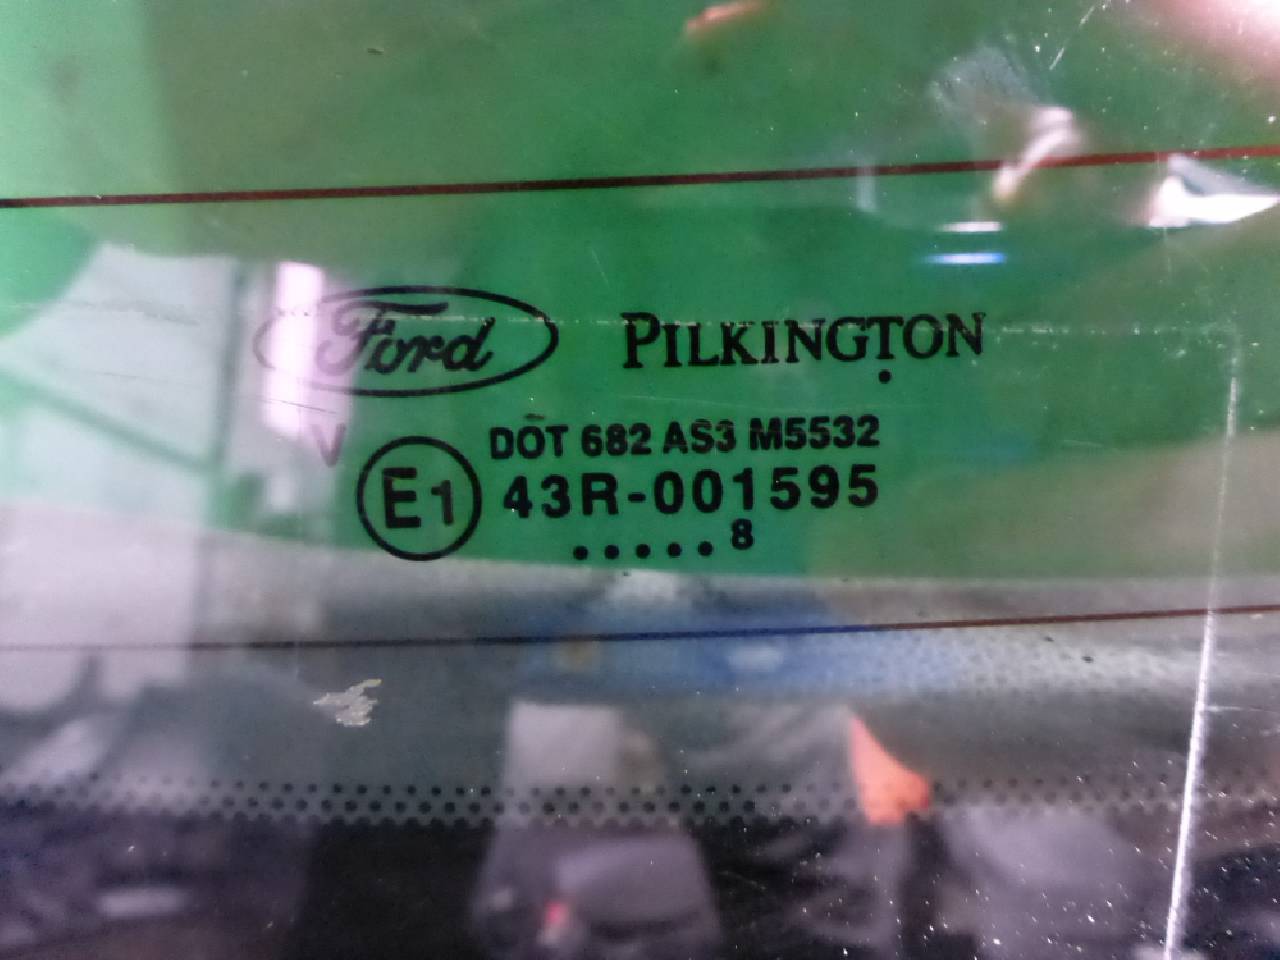 Ford PILKINGTON
DOT 682 AS3 M5532
V
E1 43R-001595
.....8